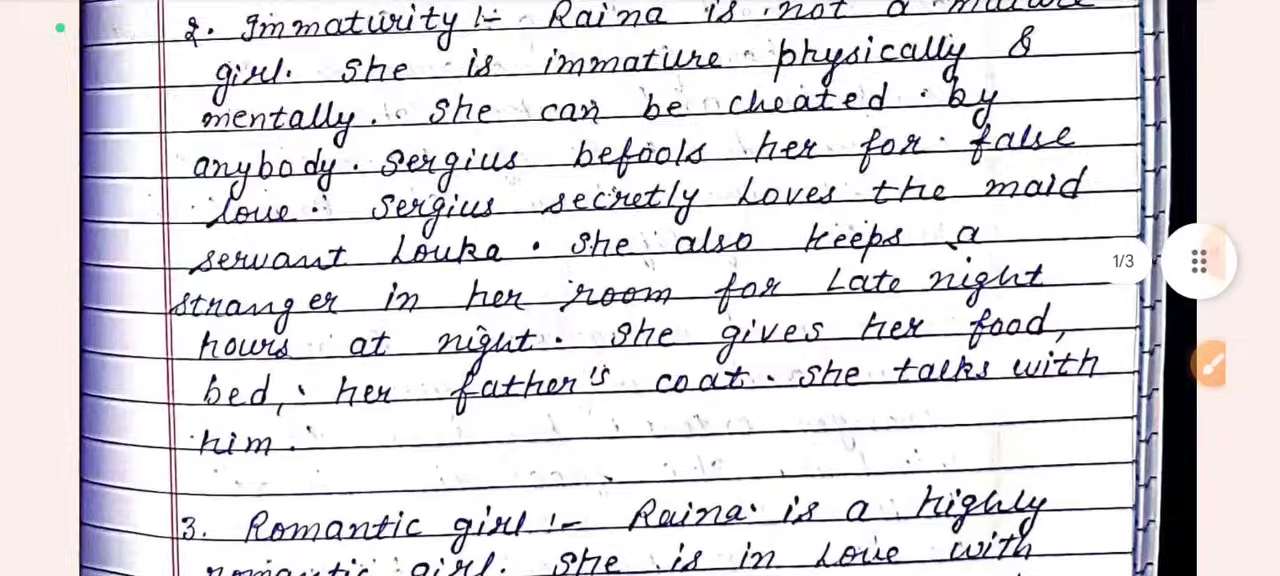 2. Immaturity :- Raina is not a mature
girl. She is immature physically &
mentally. She can be cheated by
anybody. Sergius befools her for false
love. Sergius secretly loves the maid
servant Louka. She also keeps a
stranger in her room for Late night
hours at night. She gives her food,
bed, her father's coat. She talks with
him.
1/3
3. Romantic girl :- Raina is a highly
romantic girl. She is in love with